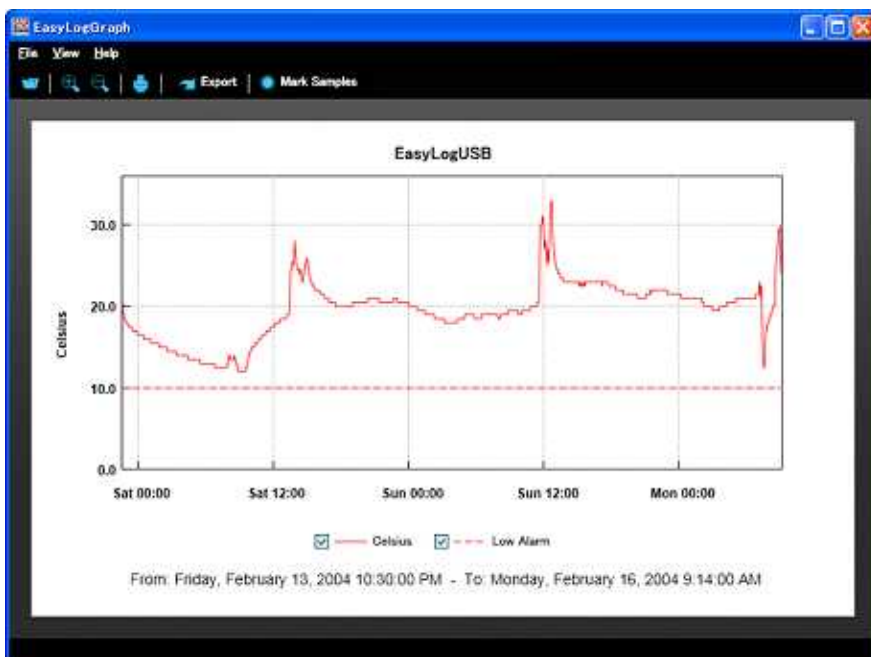 EasyLogGraph
File View Help
Export Mark Samples
EasyLogUSB
30.0
20.0
10.0
0.0
Celsius
Sat 00:00 Sat 12:00 Sun 00:00 Sun 12:00 Mon 00:00
Celsius Low Alarm
From: Friday, February 13, 2004 10:30:00 PM - To: Monday, February 16, 2004 9:14:00 AM